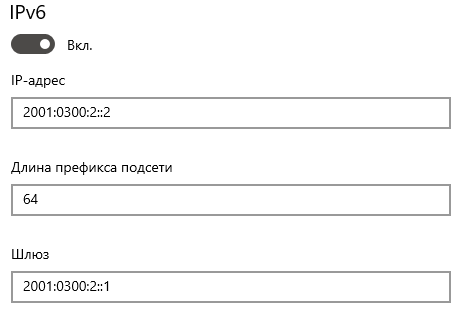 IPv6
Вкл.
IP-адрес
2001:0300:2::2
Длина префикса подсети
64
Шлюз
2001:0300:2::1